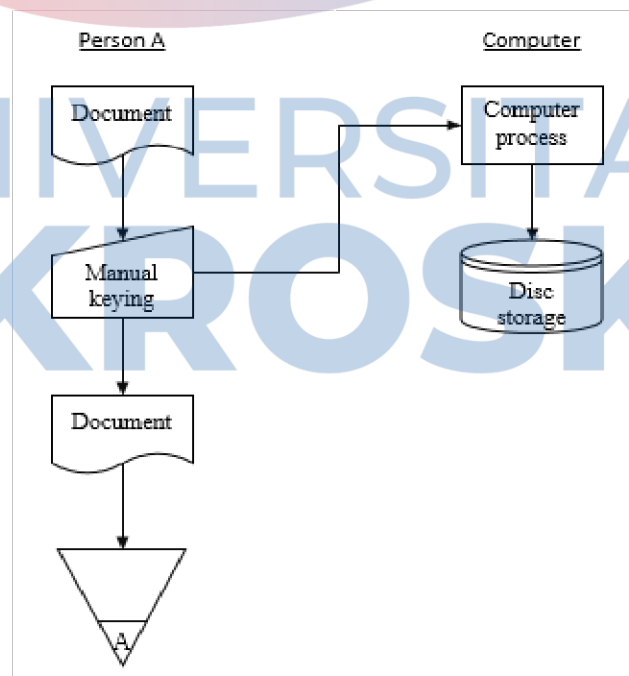 Person A
Computer
Document
Computer
process
Manual
keying
Disc
storage
Document
A